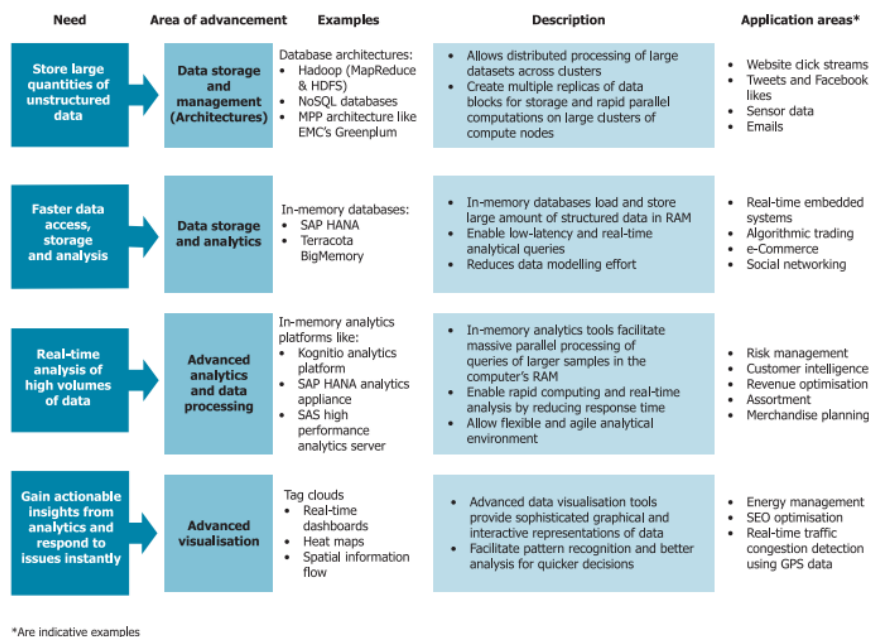 Need
Area of advancement
Examples
Description
Application areas*
Store large
quantities of
unstructured
data
Data storage
and
management
(Architectures)
Database architectures:
• Hadoop (MapReduce
& HDFS)
• NoSQL databases
• MPP architecture like
EMC's Greenplum
• Allows distributed processing of large
datasets across clusters
• Create multiple replicas of data
blocks for storage and rapid parallel
computations on large clusters of
compute nodes
• Website click streams
• Tweets and Facebook
likes
• Sensor data
• Emails
Faster data
access,
storage
and analysis
Data storage
and analytics
In-memory databases:
• SAP HANA
• Terracota
BigMemory
• In-memory databases load and store
large amount of structured data in RAM
• Enable low-latency and real-time
analytical queries
• Reduces data modelling effort
• Real-time embedded
systems
• Algorithmic trading
• e-Commerce
• Social networking
Real-time
analysis of
high volumes
of data
Advanced
analytics
and data
processing
In-memory analytics
platforms like:
• Kognitio analytics
platform
• SAP HANA analytics
appliance
• SAS high
performance
analytics server
• In-memory analytics tools facilitate
massive parallel processing of
queries of larger samples in the
computer's RAM
• Enable rapid computing and real-time
analysis by reducing response time
• Allow flexible and agile analytical
environment
• Risk management
• Customer intelligence
• Revenue optimisation
• Assortment
• Merchandise planning
Gain actionable
insights from
analytics and
respond to
issues instantly
Advanced
visualisation
Tag clouds
• Real-time
dashboards
• Heat maps
• Spatial information
flow
• Advanced data visualisation tools
provide sophisticated graphical and
interactive representations of data
• Facilitate pattern recognition and better
analysis for quicker decisions
• Energy management
• SEO optimisation
• Real-time traffic
congestion detection
using GPS data
*Are indicative examples